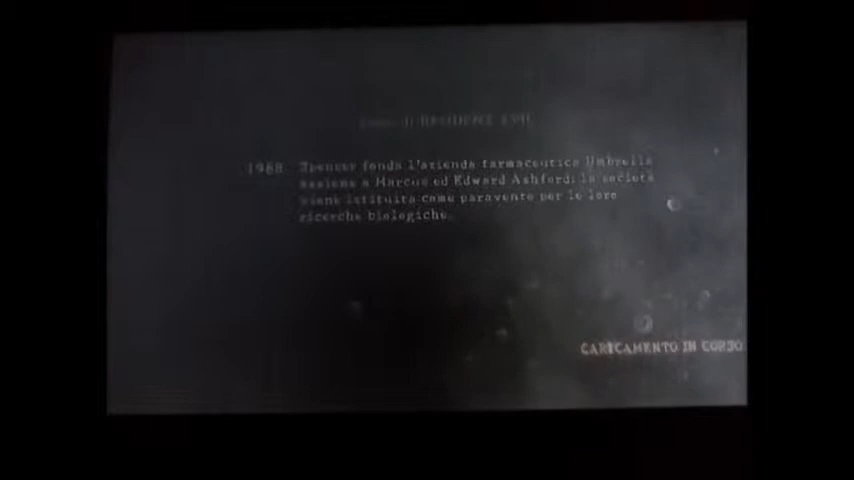 di RESIDENT EVIL
1968 Spencer fonda l'azienda farmaceutica Umbrella
assieme a Marcus ed Edward Ashford: la società
viene istituita come paravento per le loro
ricerche biologiche.
CARICAMENTO IN CORSO